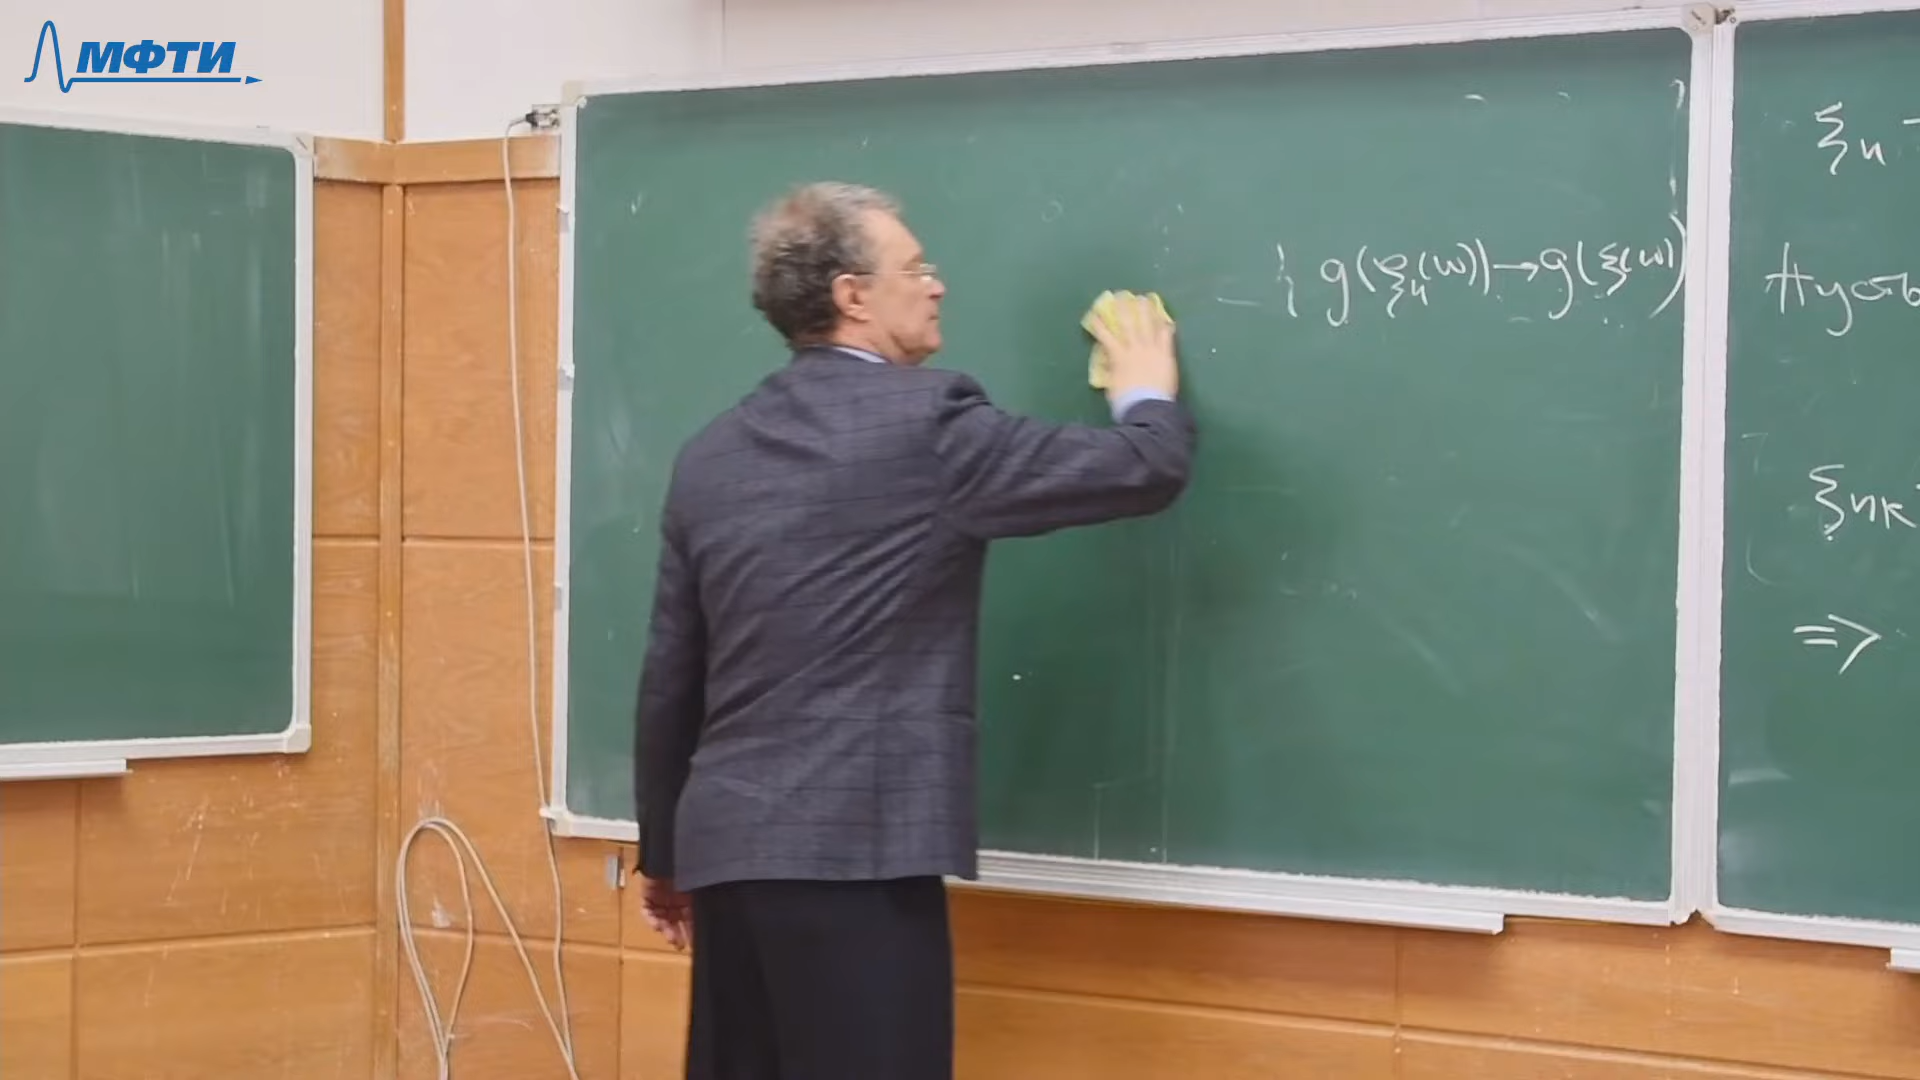 МФТИ
{ g(ξₙ(ω)) → g(ξ(ω))
ξₙ
Пусть
ξₙₖ
=>